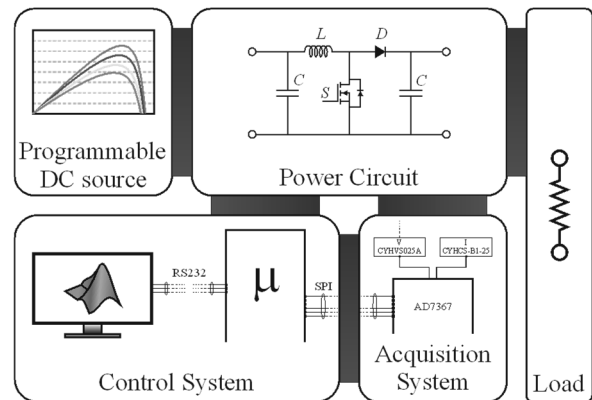 L
D
C
S
C
Programmable
DC source
Power Circuit
V
CYHVS025A
I
CYHCS-B1-25
RS232
μ
SPI
AD7367
Control System
Acquisition
System
Load